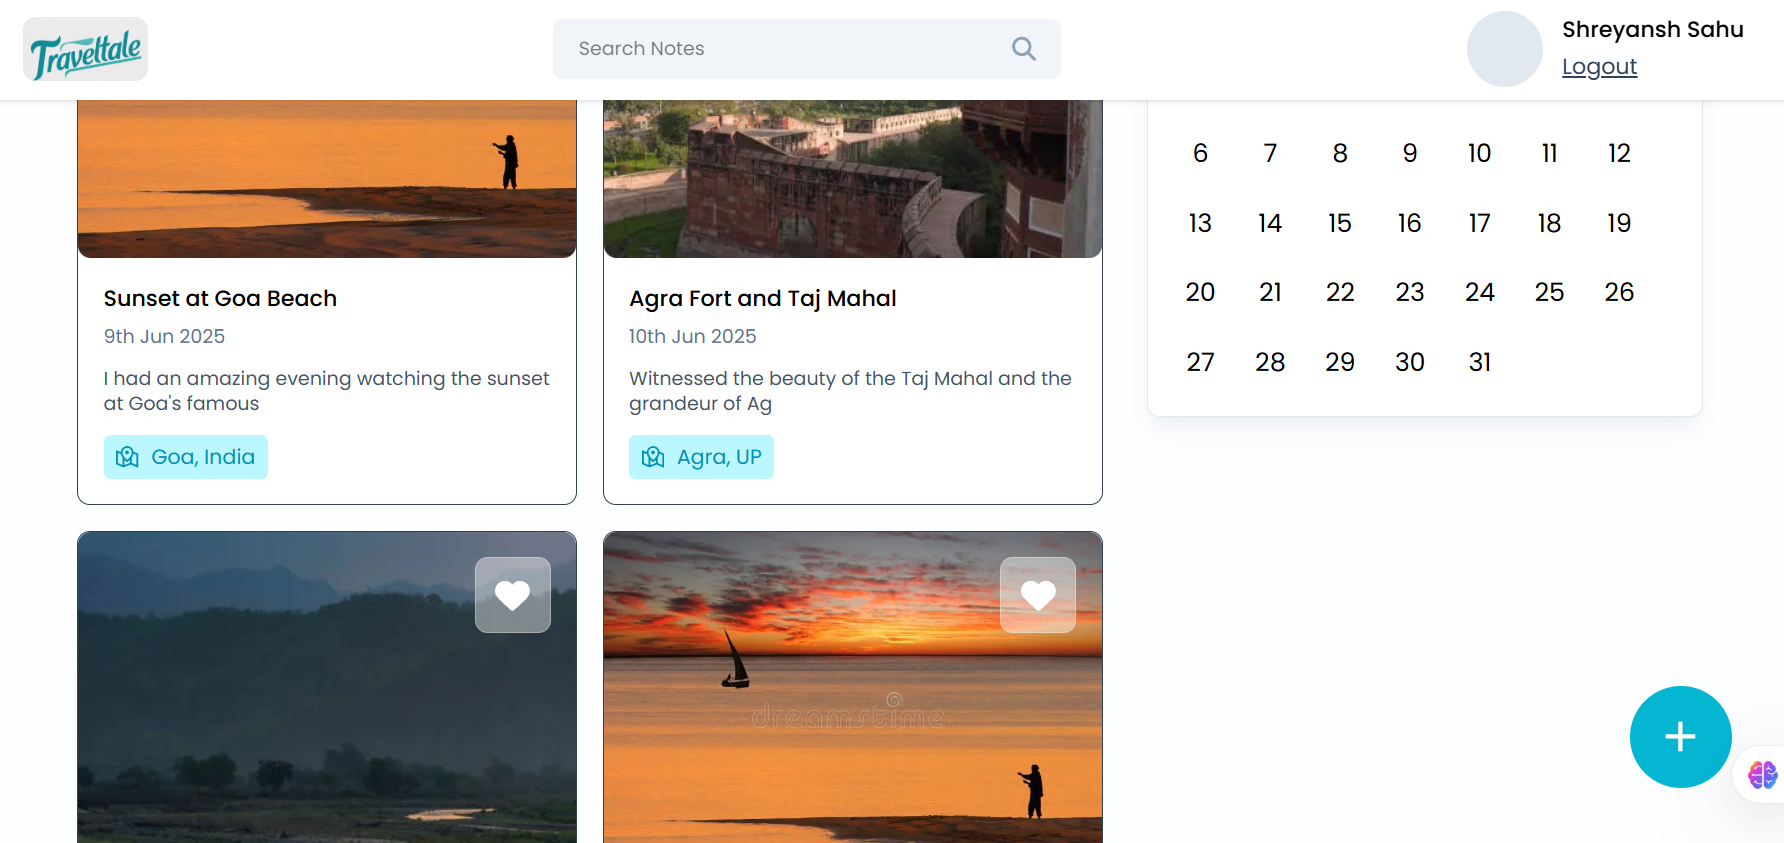 Traveltale
Search Notes
Shreyansh Sahu
Logout
Sunset at Goa Beach
9th Jun 2025
I had an amazing evening watching the sunset
at Goa's famous
Goa, India
Agra Fort and Taj Mahal
10th Jun 2025
Witnessed the beauty of the Taj Mahal and the
grandeur of Ag
Agra, UP
6 7 8 9 10 11 12
13 14 15 16 17 18 19
20 21 22 23 24 25 26
27 28 29 30 31
dreamstime